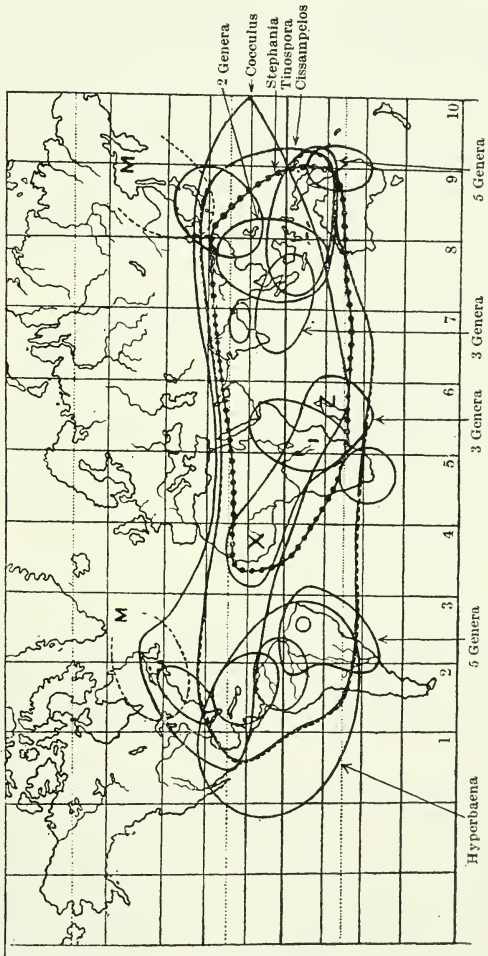 2 Genera
Cocculus
Stephania
Tinospora
Cissampelos
M
M
X
I
Z
1 2 3 4 5 6 7 8 9 10
Hyperbaena
5 Genera
3 Genera
3 Genera
5 Genera